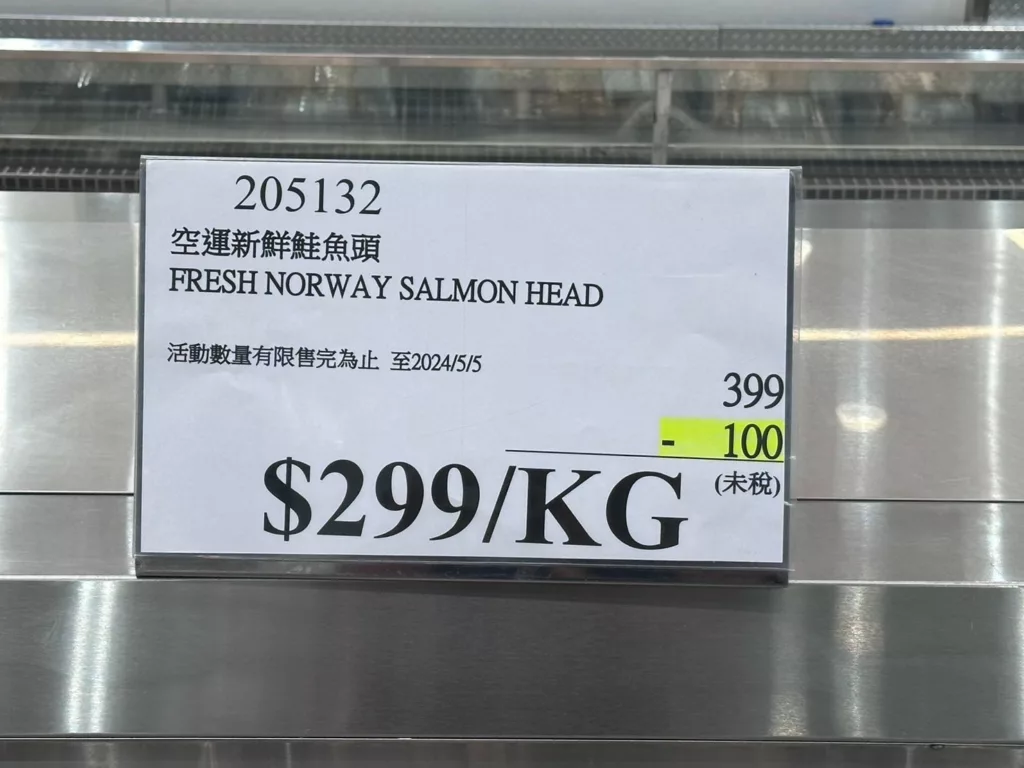 205132
空運新鮮鮭魚頭
FRESH NORWAY SALMON HEAD
活動數量有限售完為止 至2024/5/5
399
- 100
$299/KG (未稅)